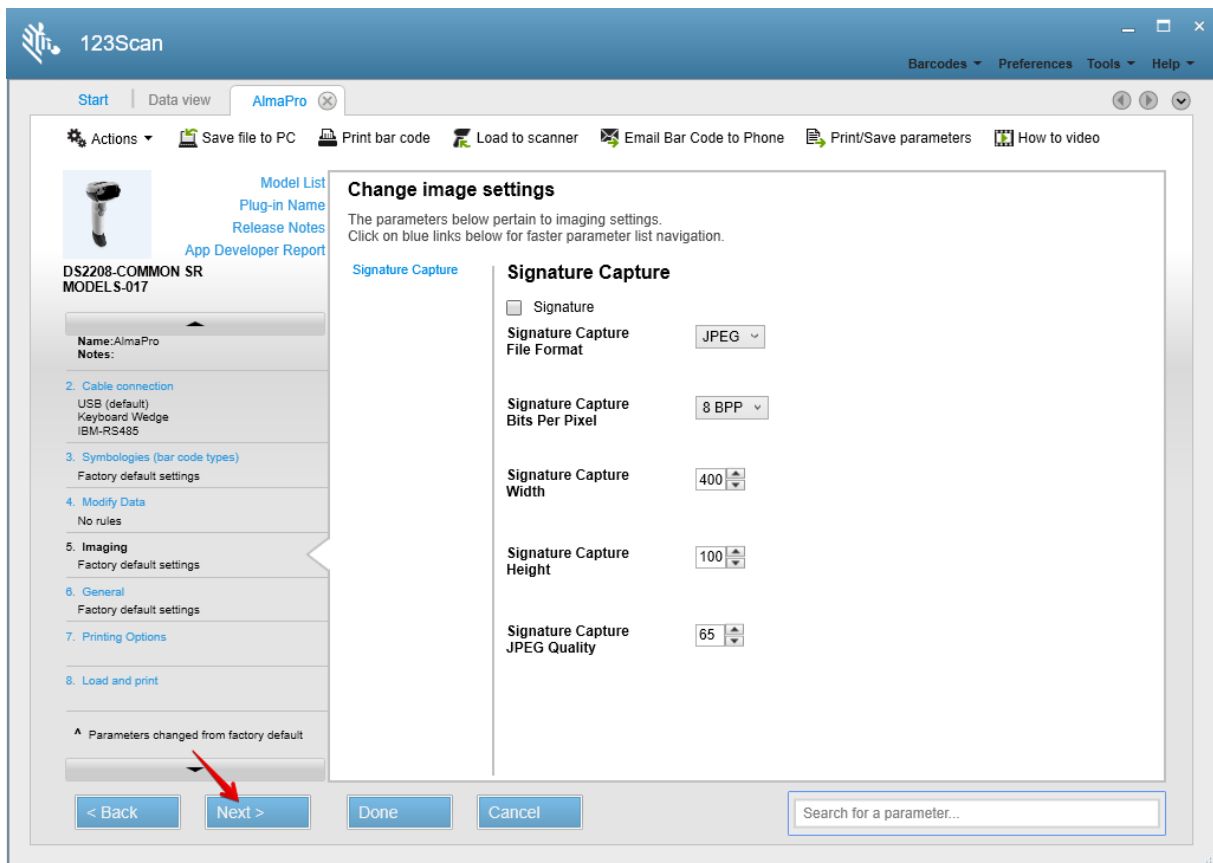 123Scan
Barcodes Preferences Tools Help
Start Data view AlmaPro
Actions Save file to PC Print bar code Load to scanner Email Bar Code to Phone Print/Save parameters How to video
Model List
Plug-in Name
Release Notes
App Developer Report
DS2208-COMMON SR
MODELS-017
Name:AlmaPro
Notes:
2. Cable connection
USB (default)
Keyboard Wedge
IBM-RS485
3. Symbologies (bar code types)
Factory default settings
4. Modify Data
No rules
5. Imaging
Factory default settings
6. General
Factory default settings
7. Printing Options
8. Load and print
^ Parameters changed from factory default
Change image settings
The parameters below pertain to imaging settings.
Click on blue links below for faster parameter list navigation.
Signature Capture
Signature Capture
Signature
Signature Capture
File Format
JPEG
Signature Capture
Bits Per Pixel
8 BPP
Signature Capture
Width
400
Signature Capture
Height
100
Signature Capture
JPEG Quality
65
< Back Next > Done Cancel Search for a parameter...